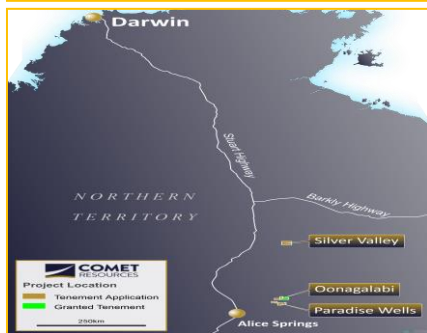 Darwin
Stuart Highway
NORTHERN
TERRITORY
Barkly Highway
Silver Valley
COMET
RESOURCES
Oonagalabi
Project Location
Tenement Application
Paradise Wells
Granted Tenement
250km
Alice Springs